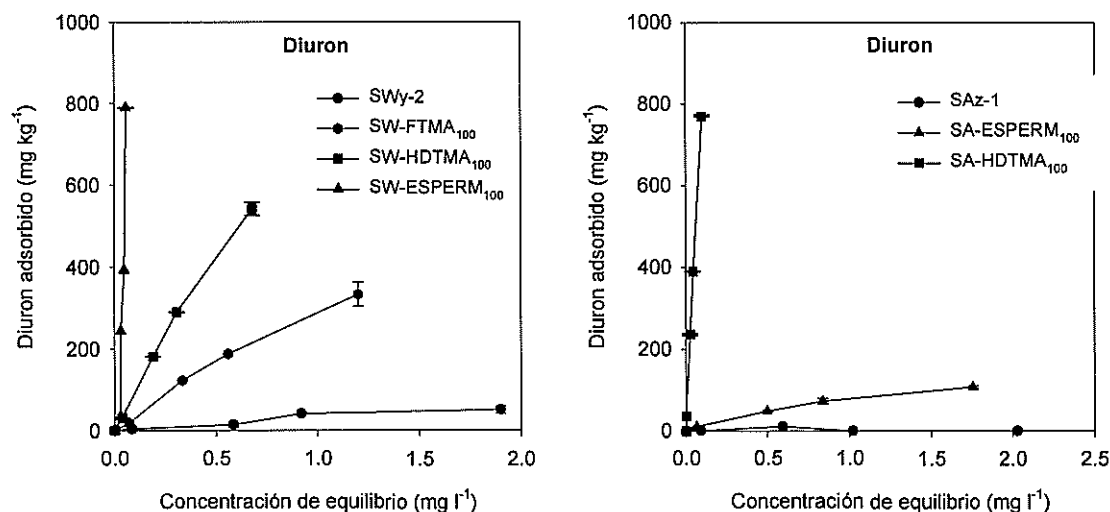 Diuron
SWy-2
SW-FTMA₁₀₀
SW-HDTMA₁₀₀
SW-ESPERM₁₀₀
Diuron adsorbido (mg kg⁻¹)
1000
800
600
400
200
0
0.0 0.5 1.0 1.5 2.0
Concentración de equilibrio (mg l⁻¹)
Diuron
SAz-1
SA-ESPERM₁₀₀
SA-HDTMA₁₀₀
Diuron adsorbido (mg kg⁻¹)
1000
800
600
400
200
0
0.0 0.5 1.0 1.5 2.0 2.5
Concentración de equilibrio (mg l⁻¹)